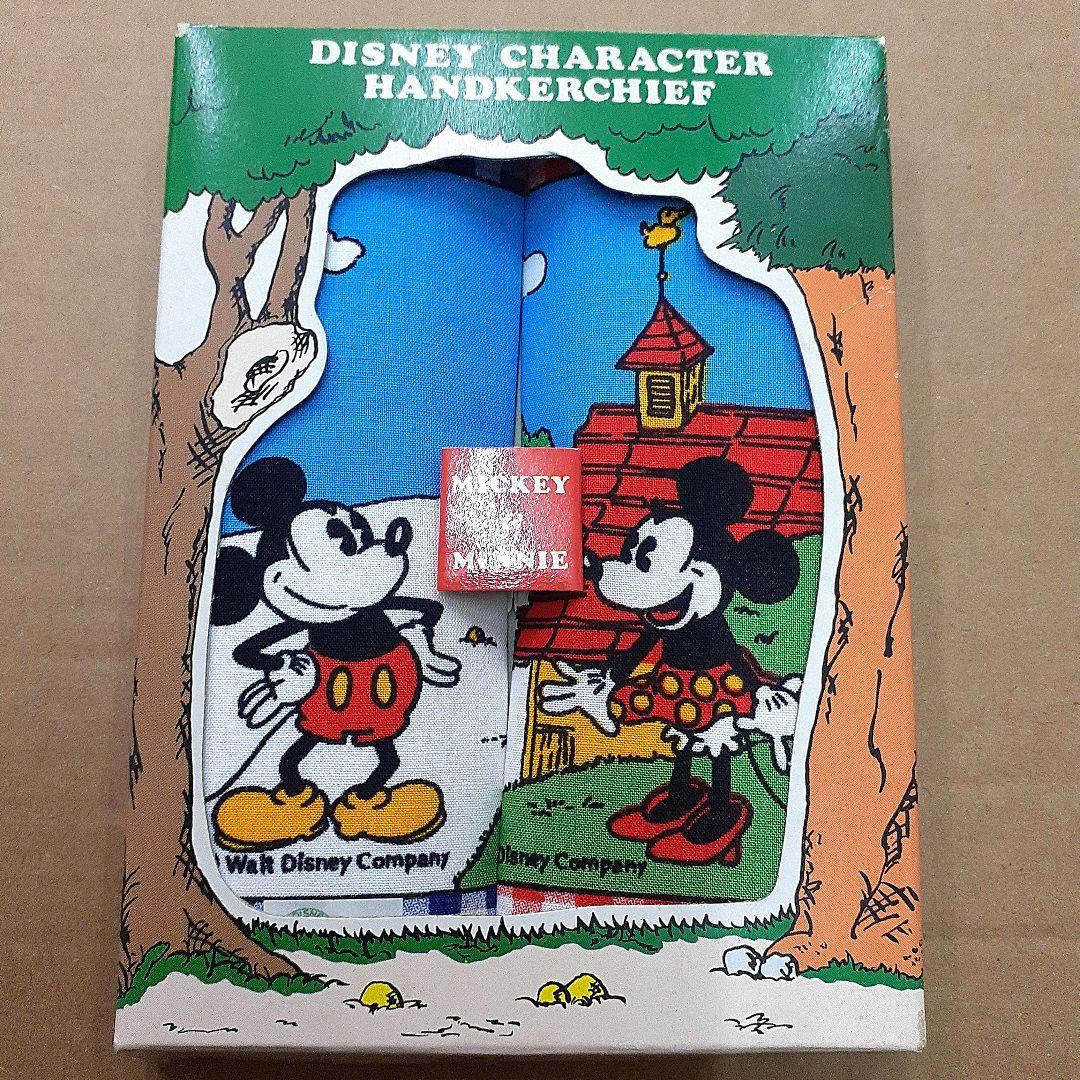 DISNEY CHARACTER
HANDKERCHIEF
MICKEY
&
MINNIE
Walt Disney Company
Disney Company